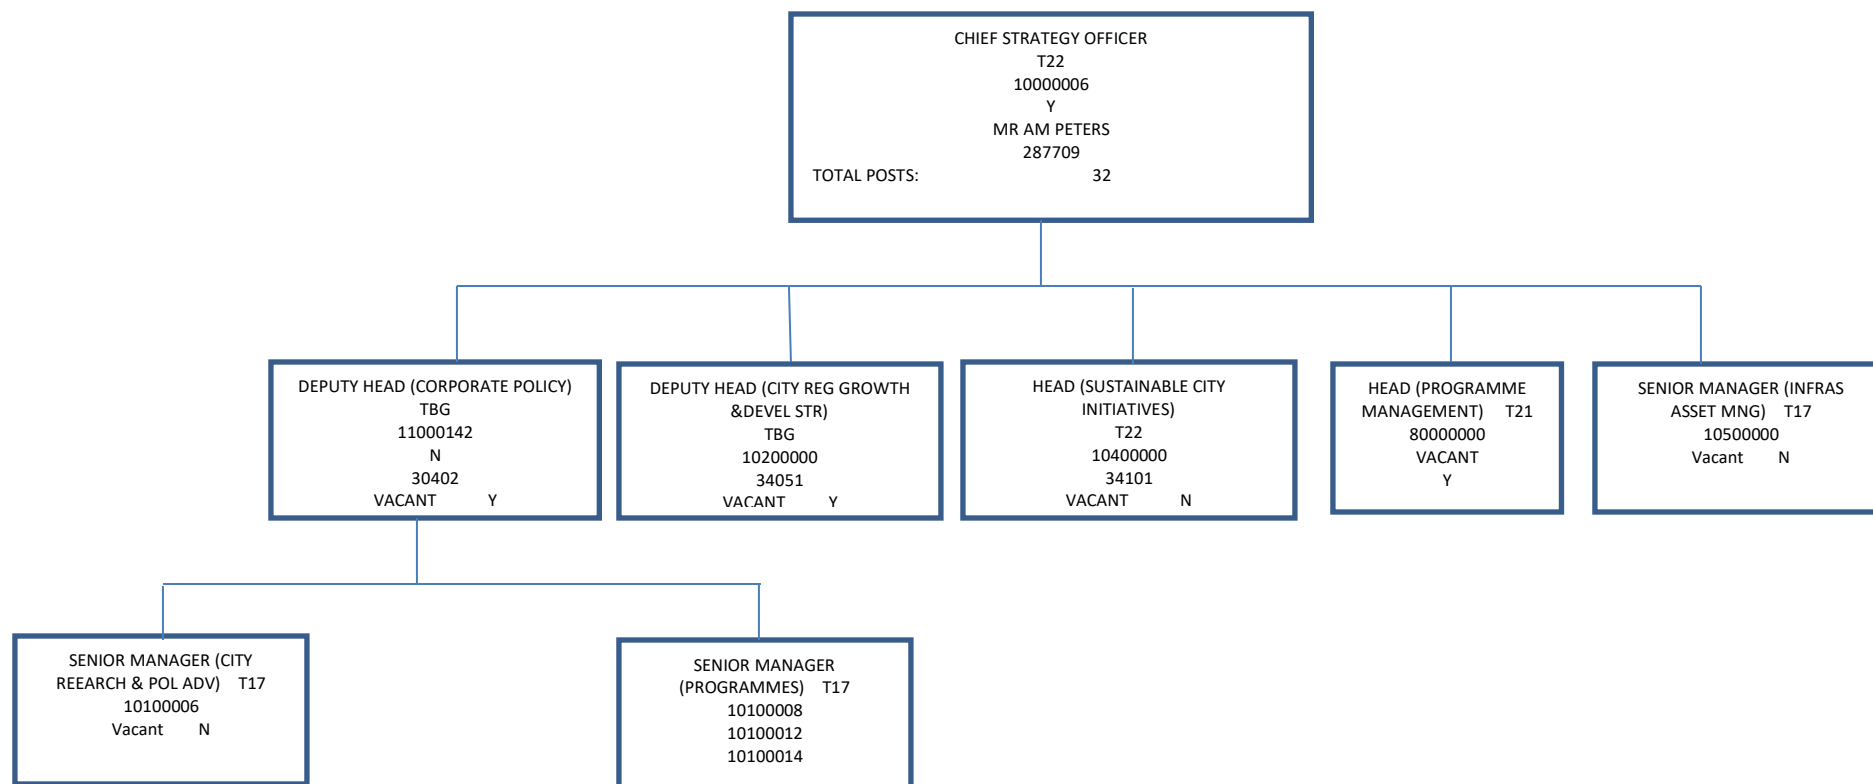 CHIEF STRATEGY OFFICER
T22
10000006
Y
MR AM PETERS
287709
TOTAL POSTS: 32
DEPUTY HEAD (CORPORATE POLICY)
TBG
11000142
N
30402
VACANT Y
DEPUTY HEAD (CITY REG GROWTH
&DEVEL STR)
TBG
10200000
34051
VACANT Y
HEAD (SUSTAINABLE CITY
INITIATIVES)
T22
10400000
34101
VACANT N
HEAD (PROGRAMME
MANAGEMENT) T21
80000000
VACANT
Y
SENIOR MANAGER (INFRAS
ASSET MNG) T17
10500000
Vacant N
SENIOR MANAGER (CITY
REEARCH & POL ADV) T17
10100006
Vacant N
SENIOR MANAGER
(PROGRAMMES) T17
10100008
10100012
10100014